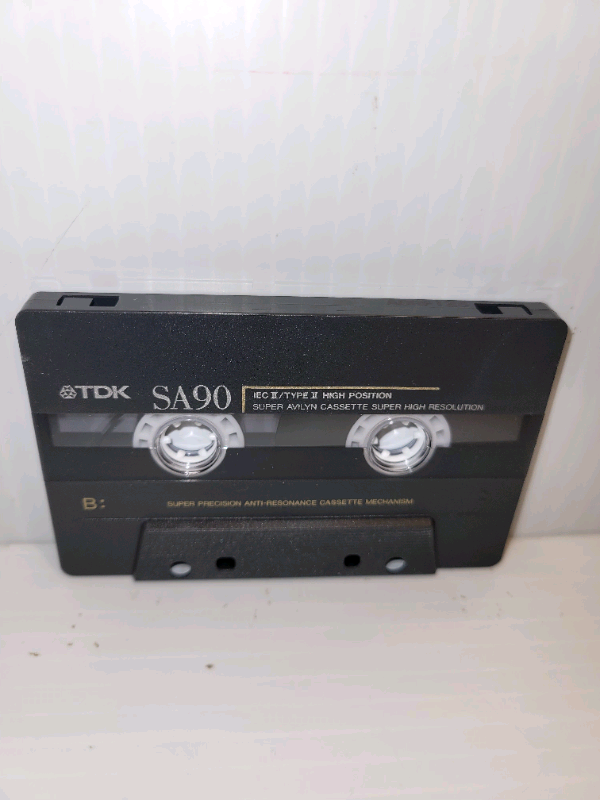 TDK SA90 IEC II/TYPE II HIGH POSITION
SUPER AVILYN CASSETTE SUPER HIGH RESOLUTION
B:
SUPER PRECISION ANTI-RESONANCE CASSETTE MECHANISM